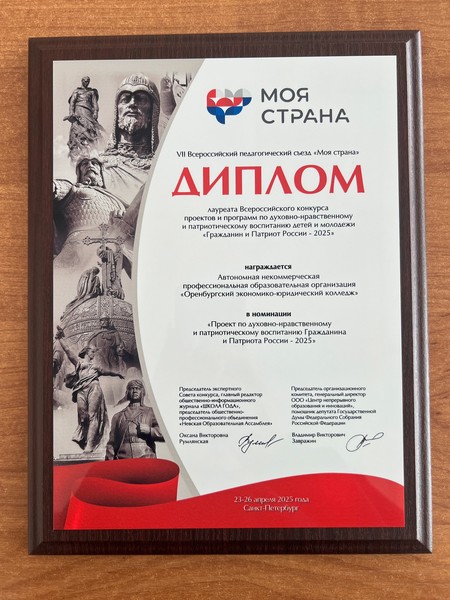 МОЯ
СТРАНА
VII Всероссийский педагогический съезд «Моя страна»
ДИПЛОМ
лауреата Всероссийского конкурса
проектов и программ по духовно-нравственному
и патриотическому воспитанию детей и молодежи
«Гражданин и Патриот России – 2025»
награждается
Автономная некоммерческая
профессиональная образовательная организация
«Оренбургский экономико-юридический колледж»
в номинации
«Проект по духовно-нравственному
и патриотическому воспитанию Гражданина
и Патриота России – 2025»
Председатель экспертного
Совета конкурса, главный редактор
общественно-информационного
журнала «ШКОЛА ГОДА»,
председатель общественно-
профессионального объединения
«Невская Образовательная Ассамблея»
Оксана Викторовна
Румлянская
Председатель организационного
комитета, генеральный директор
ООО «Центр непрерывного
образования и инноваций»,
помощник депутата Государственной
Думы Федерального Собрания
Российской Федерации
Владимир Викторович
Завражин
23-26 апреля 2025 года
Санкт-Петербург